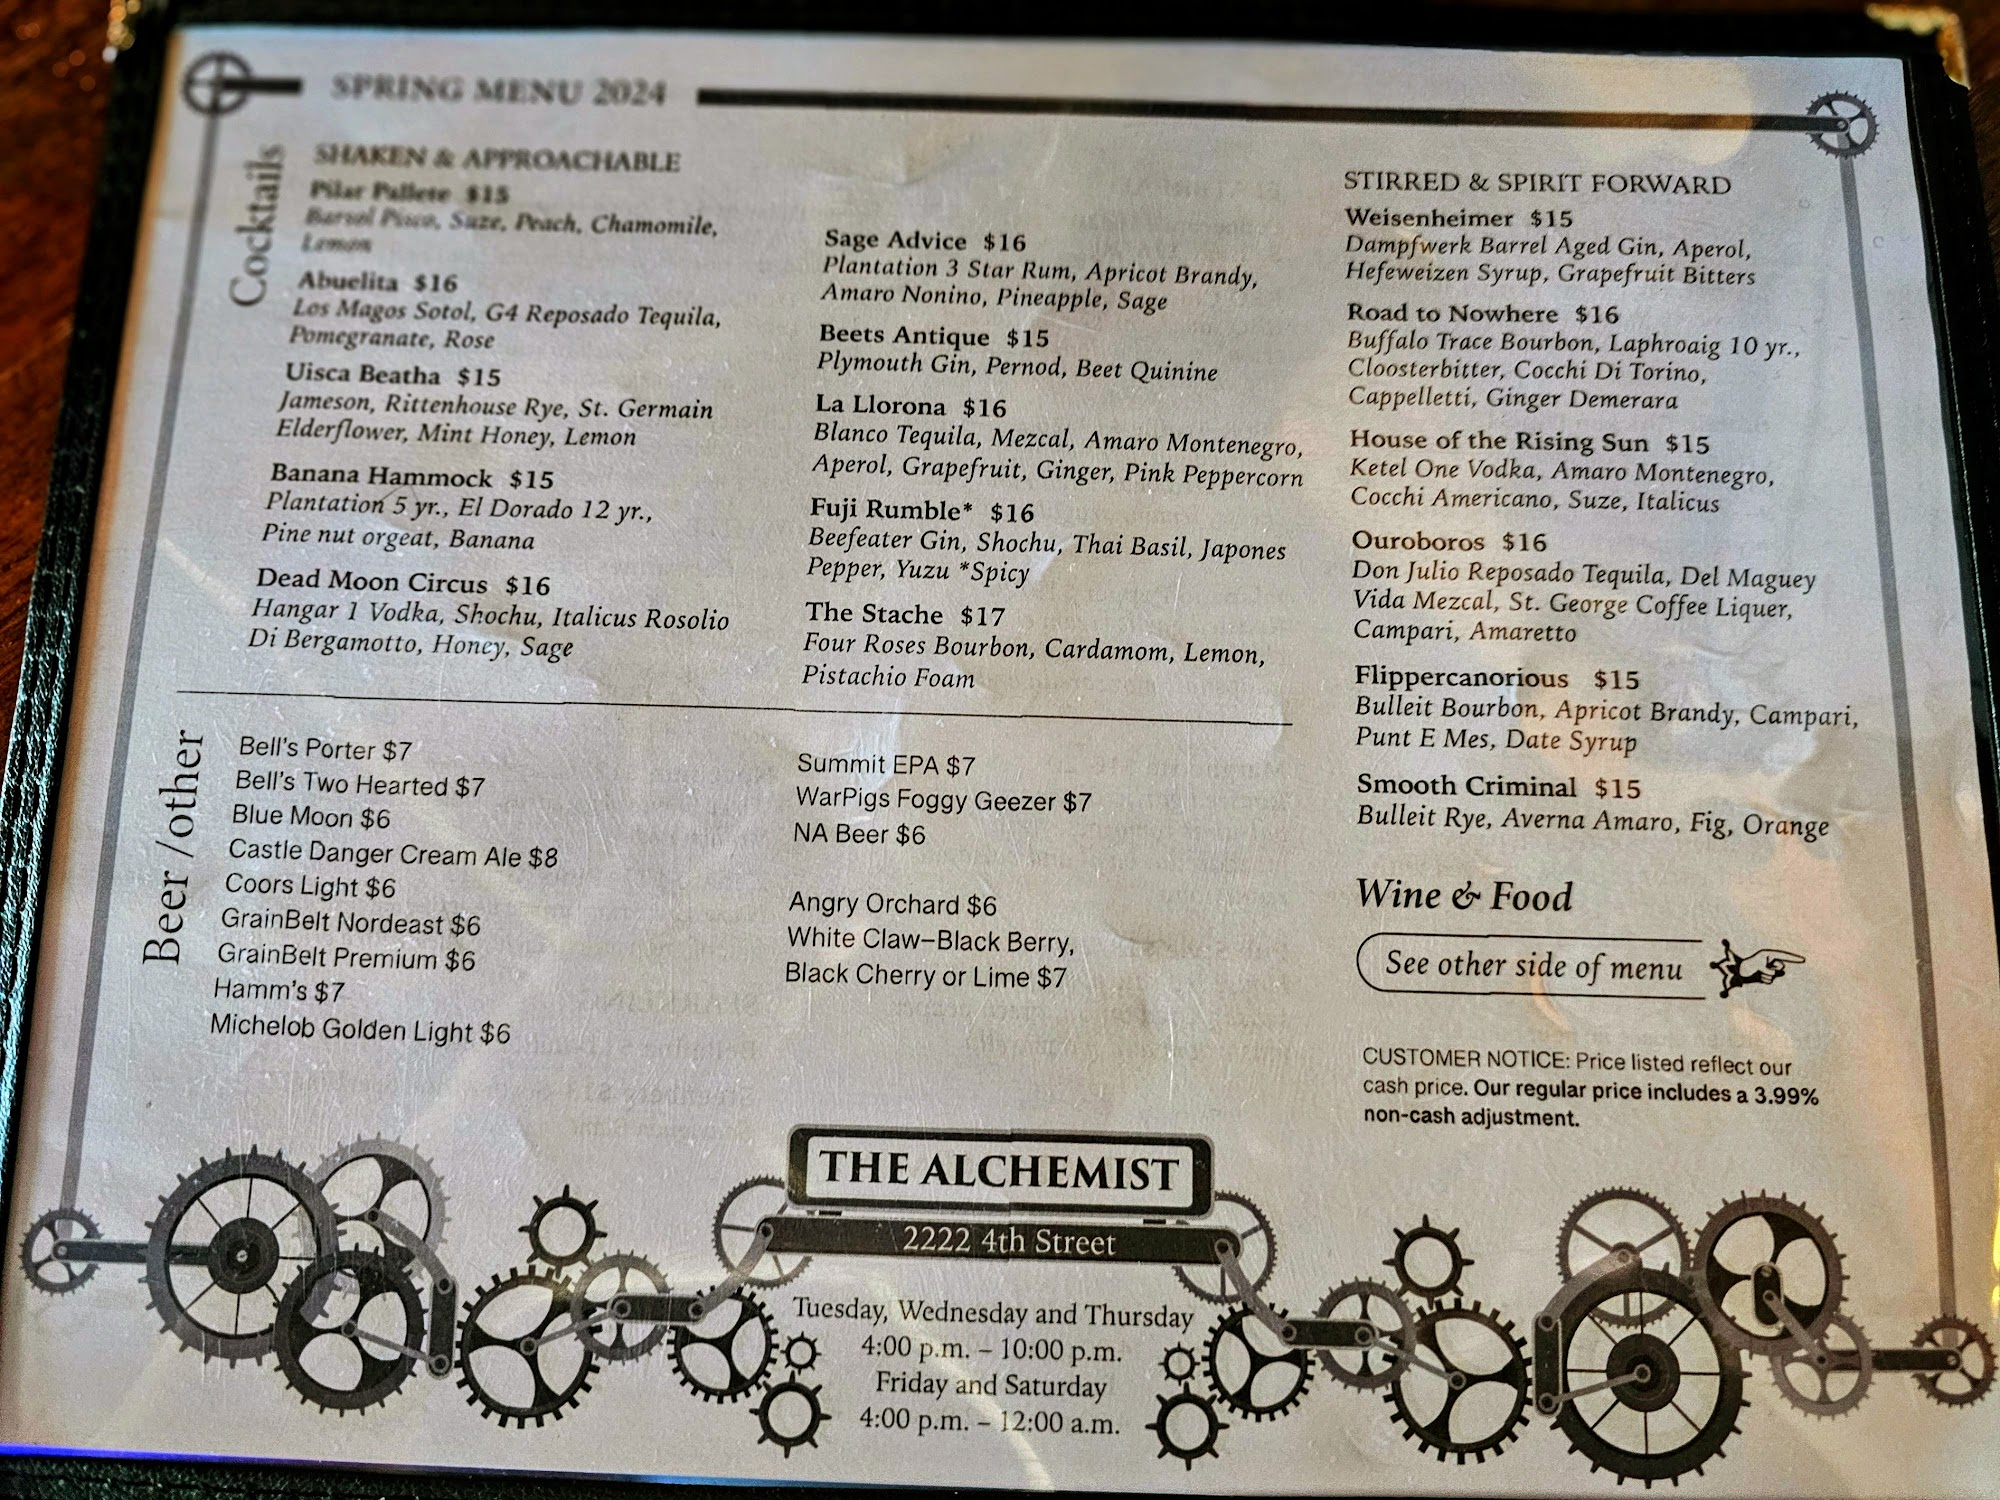 SPRING MENU 2024
Cocktails
SHAKEN & APPROACHABLE
Pilar Pallete $15
Barsol Pisco, Suze, Peach, Chamomile,
Lemon
Abuelita $16
Los Magos Sotol, G4 Reposado Tequila,
Pomegranate, Rose
Uisca Beatha $15
Jameson, Rittenhouse Rye, St. Germain
Elderflower, Mint Honey, Lemon
Banana Hammock $15
Plantation 5 yr., El Dorado 12 yr.,
Pine nut orgeat, Banana
Dead Moon Circus $16
Hangar 1 Vodka, Shochu, Italicus Rosolio
Di Bergamotto, Honey, Sage
Sage Advice $16
Plantation 3 Star Rum, Apricot Brandy,
Amaro Nonino, Pineapple, Sage
Beets Antique $15
Plymouth Gin, Pernod, Beet Quinine
La Llorona $16
Blanco Tequila, Mezcal, Amaro Montenegro,
Aperol, Grapefruit, Ginger, Pink Peppercorn
Fuji Rumble* $16
Beefeater Gin, Shochu, Thai Basil, Japones
Pepper, Yuzu *Spicy
The Stache $17
Four Roses Bourbon, Cardamom, Lemon,
Pistachio Foam
STIRRED & SPIRIT FORWARD
Weisenheimer $15
Dampfwerk Barrel Aged Gin, Aperol,
Hefeweizen Syrup, Grapefruit Bitters
Road to Nowhere $16
Buffalo Trace Bourbon, Laphroaig 10 yr.,
Cloosterbitter, Cocchi Di Torino,
Cappelletti, Ginger Demerara
House of the Rising Sun $15
Ketel One Vodka, Amaro Montenegro,
Cocchi Americano, Suze, Italicus
Ouroboros $16
Don Julio Reposado Tequila, Del Maguey
Vida Mezcal, St. George Coffee Liquer,
Campari, Amaretto
Flippercanorious $15
Bulleit Bourbon, Apricot Brandy, Campari,
Punt E Mes, Date Syrup
Smooth Criminal $15
Bulleit Rye, Averna Amaro, Fig, Orange
Beer /other
Bell's Porter $7
Bell's Two Hearted $7
Blue Moon $6
Castle Danger Cream Ale $8
Coors Light $6
GrainBelt Nordeast $6
GrainBelt Premium $6
Hamm's $7
Michelob Golden Light $6
Summit EPA $7
WarPigs Foggy Geezer $7
NA Beer $6
Angry Orchard $6
White Claw–Black Berry,
Black Cherry or Lime $7
Wine & Food
See other side of menu
CUSTOMER NOTICE: Price listed reflect our
cash price. Our regular price includes a 3.99%
non-cash adjustment.
THE ALCHEMIST
2222 4th Street
Tuesday, Wednesday and Thursday
4:00 p.m. – 10:00 p.m.
Friday and Saturday
4:00 p.m. – 12:00 a.m.